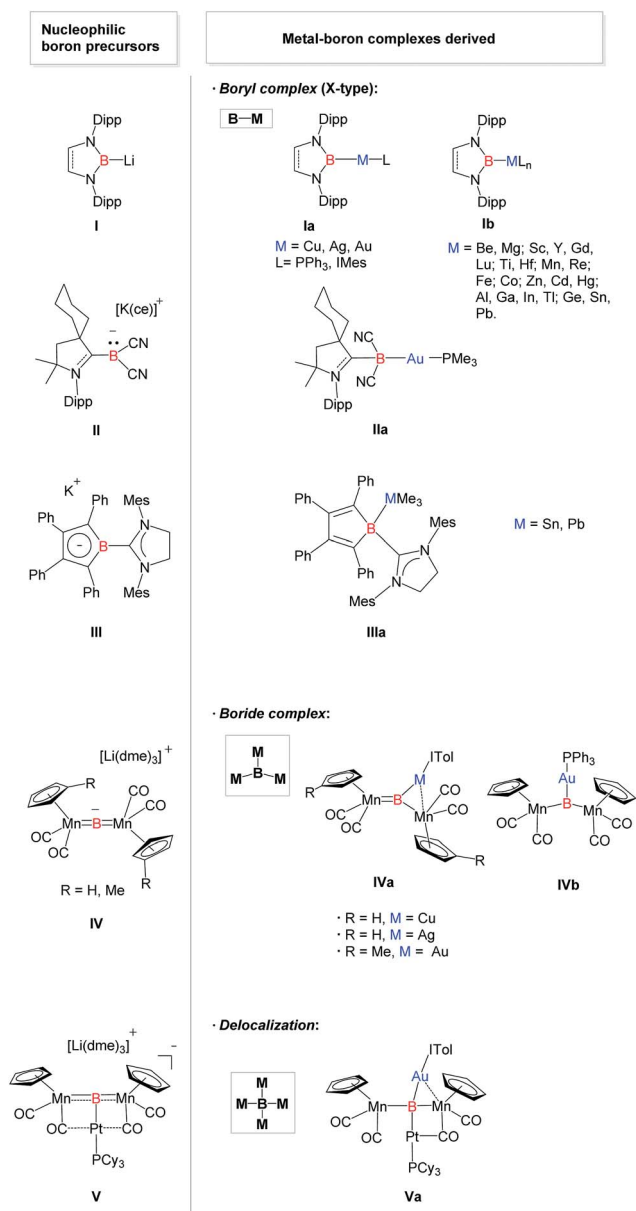 Nucleophilic
boron precursors
Metal-boron complexes derived
· Boryl complex (X-type):
B—M
Dipp
N
B—Li
N
Dipp
I
Dipp
N
B—M—L
N
Dipp
Ia
M = Cu, Ag, Au
L= PPh3, IMes
Dipp
N
B—MLn
N
Dipp
Ib
M = Be, Mg; Sc, Y, Gd,
Lu; Ti, Hf; Mn, Re;
Fe; Co; Zn, Cd, Hg;
Al, Ga, In, Tl; Ge, Sn,
Pb.
[K(ce)]+
−
B
CN
CN
N
Dipp
II
NC
B—Au—PMe3
NC
N
Dipp
IIa
K+
Ph
Ph
Mes
N
−
B
N
Ph
Ph
Mes
III
Ph
MMe3
Ph
Mes
B
N
Ph
Ph
N
Mes
IIIa
M = Sn, Pb
· Boride complex:
M
M B M
[Li(dme)3]+
R
−
CO
Mn=B=Mn
CO
OC
OC
R
R = H, Me
IV
ITol
M
CO
R
Mn=B
CO
OC
Mn
OC
R
IVa
· R = H, M = Cu
· R = H, M = Ag
· R = Me, M = Au
PPh3
Au
Mn B Mn
OC
CO
CO
OC
IVb
· Delocalization:
M
M-B-M
M
[Li(dme)3]+
−
Mn B Mn
OC
CO
OC Pt CO
PCy3
V
ITol
Au
Mn B Mn
OC
CO
OC
Pt CO
PCy3
Va